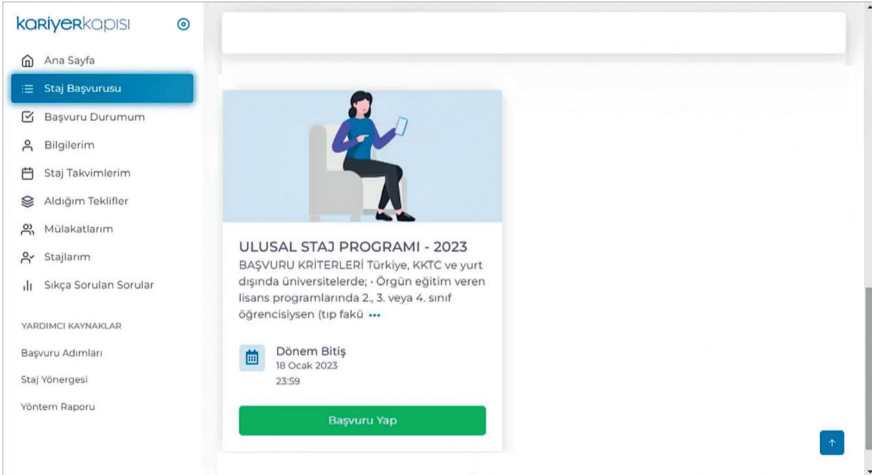 kariyerkapısı
Ana Sayfa
Staj Başvurusu
Başvuru Durumum
Bilgilerim
Staj Takvimlerim
Aldığım Teklifler
Mülakatlarım
Stajlarım
Sıkça Sorulan Sorular
YARDIMCI KAYNAKLAR
Başvuru Adımları
Staj Yönergesi
Yöntem Raporu
ULUSAL STAJ PROGRAMI - 2023
BAŞVURU KRİTERLERİ Türkiye, KKTC ve yurt
dışında üniversitelerde; • Örgün eğitim veren
lisans programlarında 2., 3. veya 4. sınıf
öğrencisiysen (tıp fakü •••
Dönem Bitiş
18 Ocak 2023
23:59
Başvuru Yap